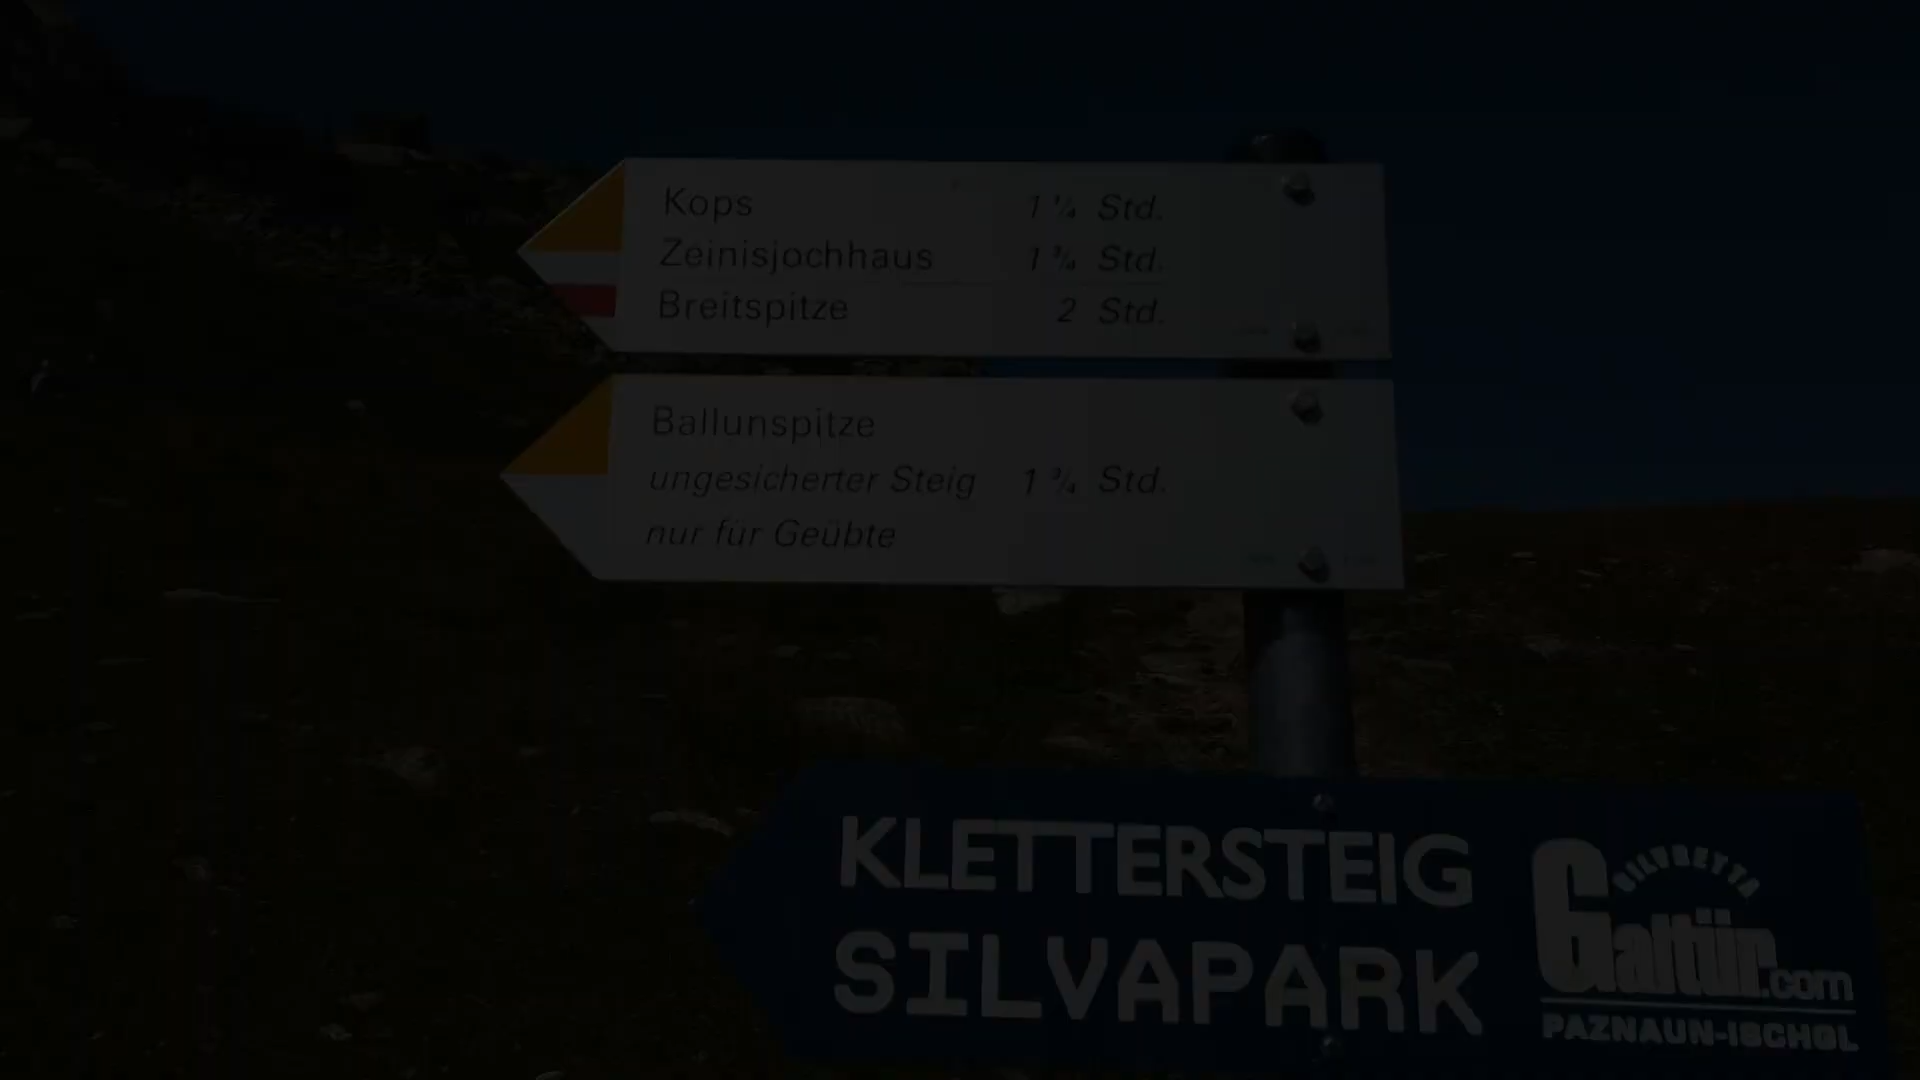 Kops 1 ¼ Std.
Zeinisjochhaus 1 ¾ Std.
Breitspitze 2 Std.
Ballunspitze
ungesicherter Steig 1 ¾ Std.
nur für Geübte
KLETTERSTEIG
SILVAPARK
SILVRETTA
Galtür.com
PAZNAUN-ISCHGL